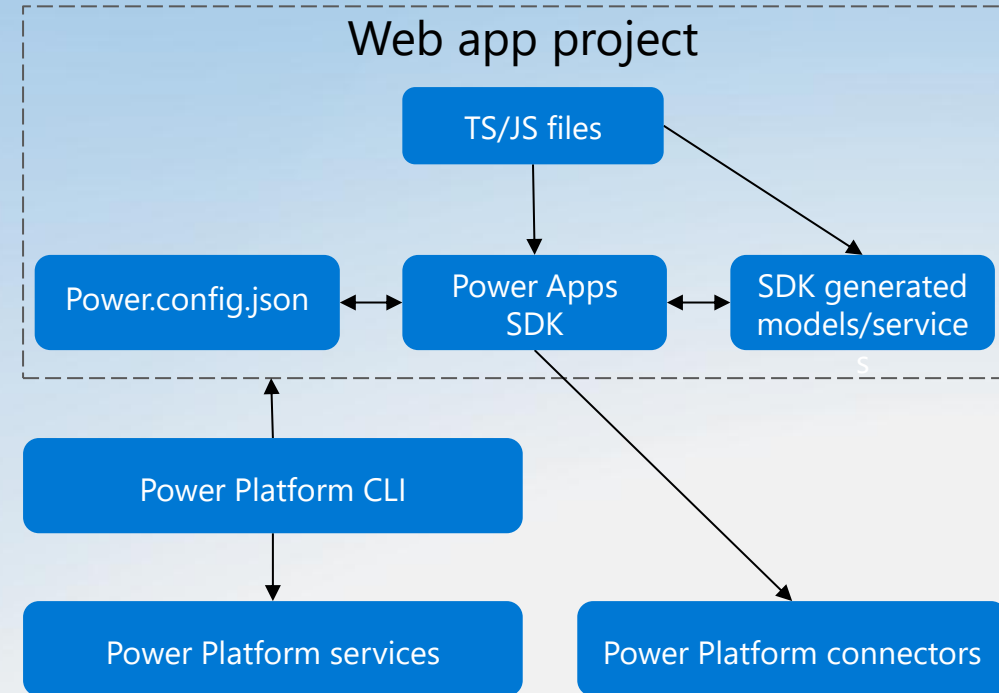 Web app project
TS/JS files
Power.config.json
Power Apps
SDK
SDK generated
models/service
s
Power Platform CLI
Power Platform services
Power Platform connectors